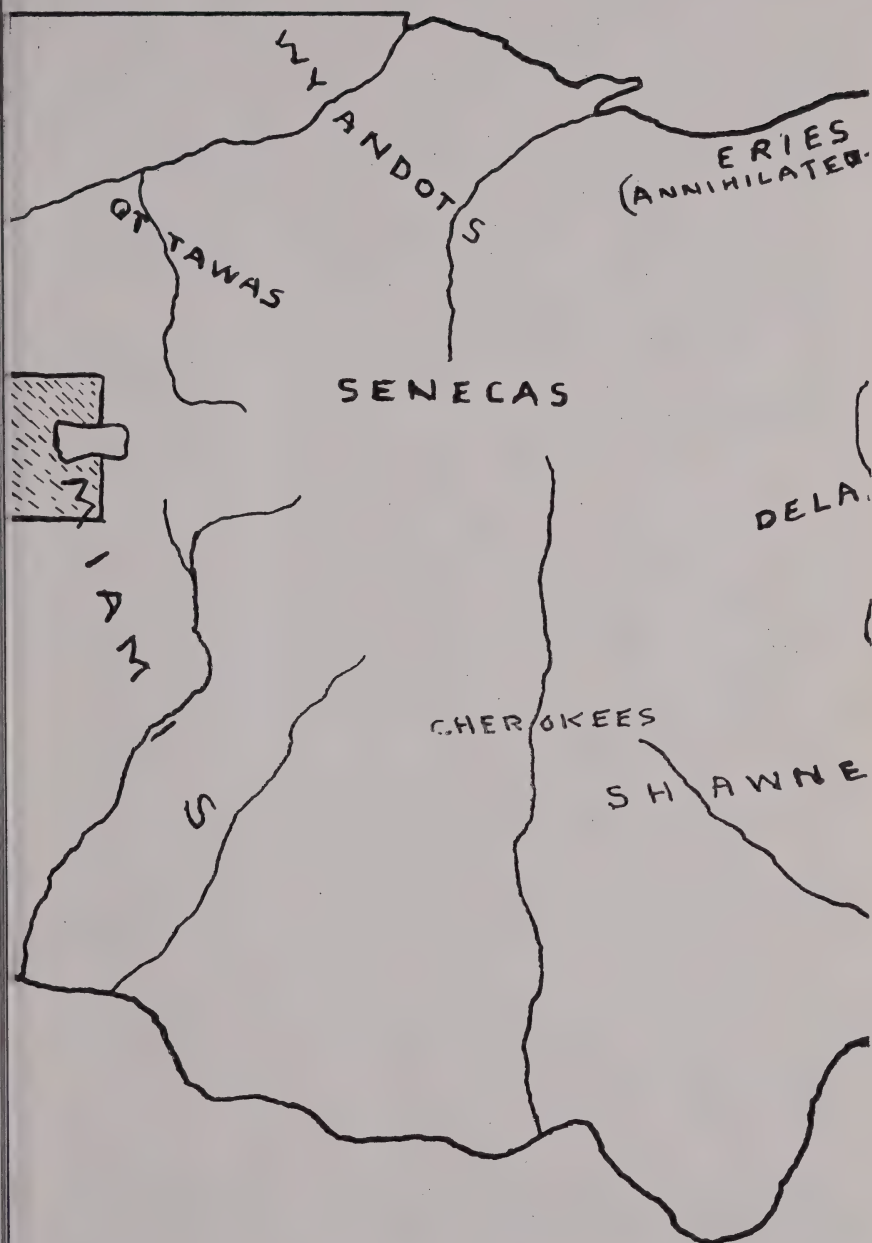 WYANDOTS
ERIES
(ANNIHILATED.
OTTAWAS
SENECAS
MIAMIS
DELA
CHEROKEES
SHAWNE